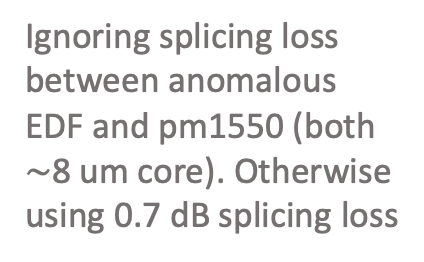 Ignoring splicing loss
between anomalous
EDF and pm1550 (both
~8 um core). Otherwise
using 0.7 dB splicing loss